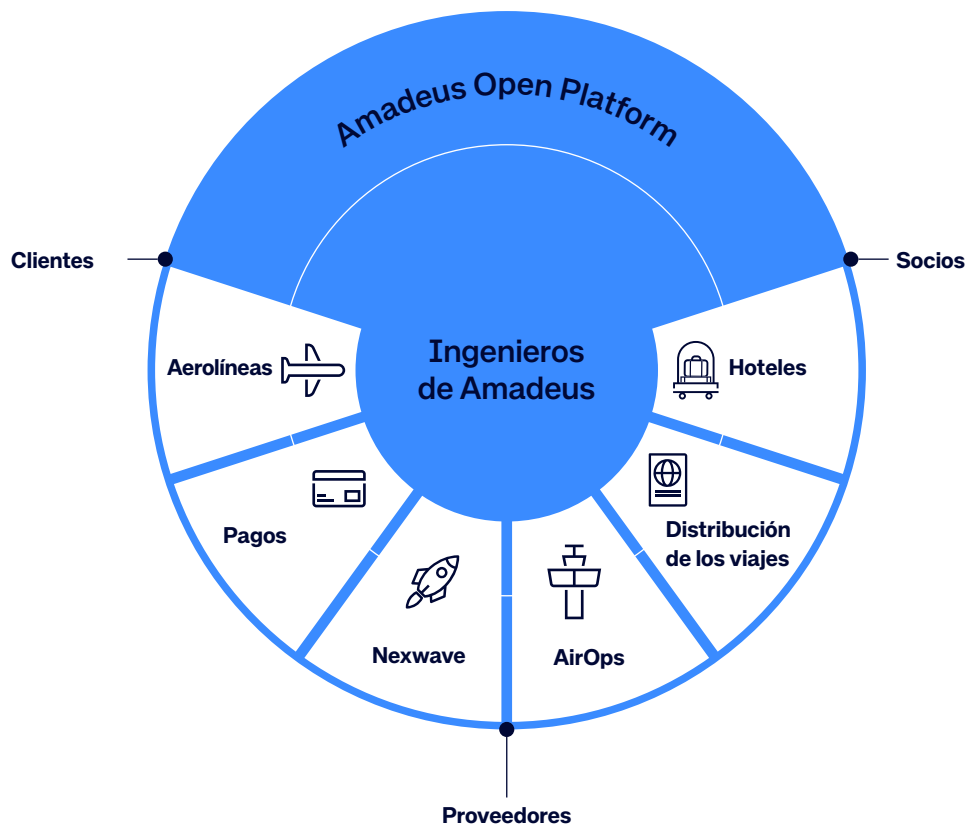 Amadeus Open Platform
Clientes
Socios
Ingenieros
de Amadeus
Aerolíneas
Hoteles
Pagos
Distribución
de los viajes
Nexwave
AirOps
Proveedores